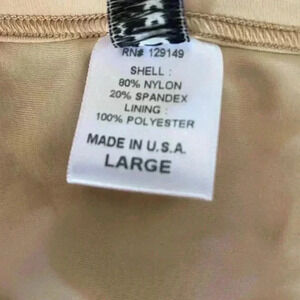 RN# 129149
SHELL :
80% NYLON
20% SPANDEX
LINING :
100% POLYESTER
MADE IN U.S.A.
LARGE